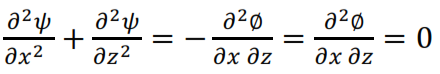 ∂²ψ/∂x² + ∂²ψ/∂z² = − ∂²∅/∂x ∂z = ∂²∅/∂x ∂z = 0